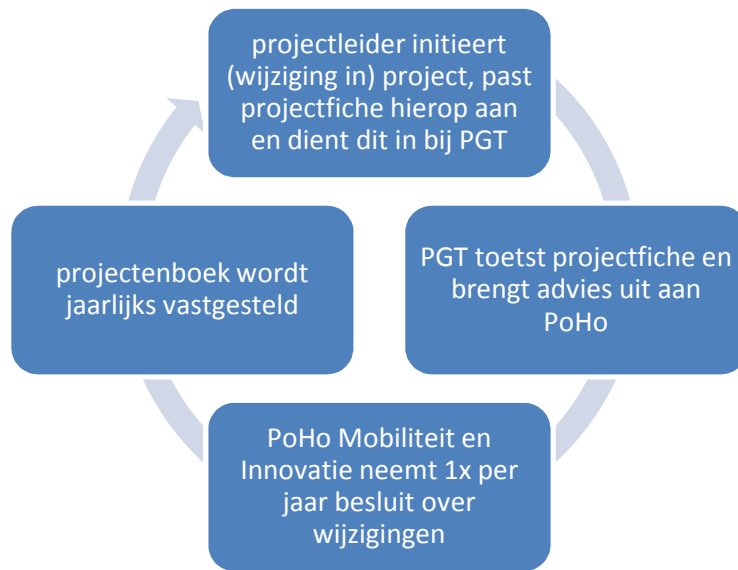 projectleider initieert
(wijziging in) project, past
projectfiche hierop aan
en dient dit in bij PGT
PGT toetst projectfiche en
brengt advies uit aan
PoHo
PoHo Mobiliteit en
Innovatie neemt 1x per
jaar besluit over
wijzigingen
projectenboek wordt
jaarlijks vastgesteld